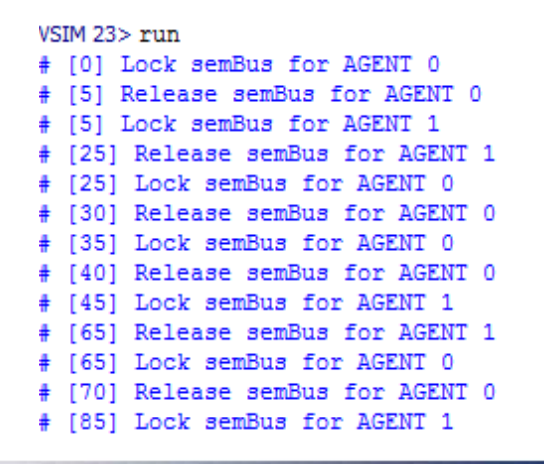 VSIM 23> run
# [0] Lock semBus for AGENT 0
# [5] Release semBus for AGENT 0
# [5] Lock semBus for AGENT 1
# [25] Release semBus for AGENT 1
# [25] Lock semBus for AGENT 0
# [30] Release semBus for AGENT 0
# [35] Lock semBus for AGENT 0
# [40] Release semBus for AGENT 0
# [45] Lock semBus for AGENT 1
# [65] Release semBus for AGENT 1
# [65] Lock semBus for AGENT 0
# [70] Release semBus for AGENT 0
# [85] Lock semBus for AGENT 1